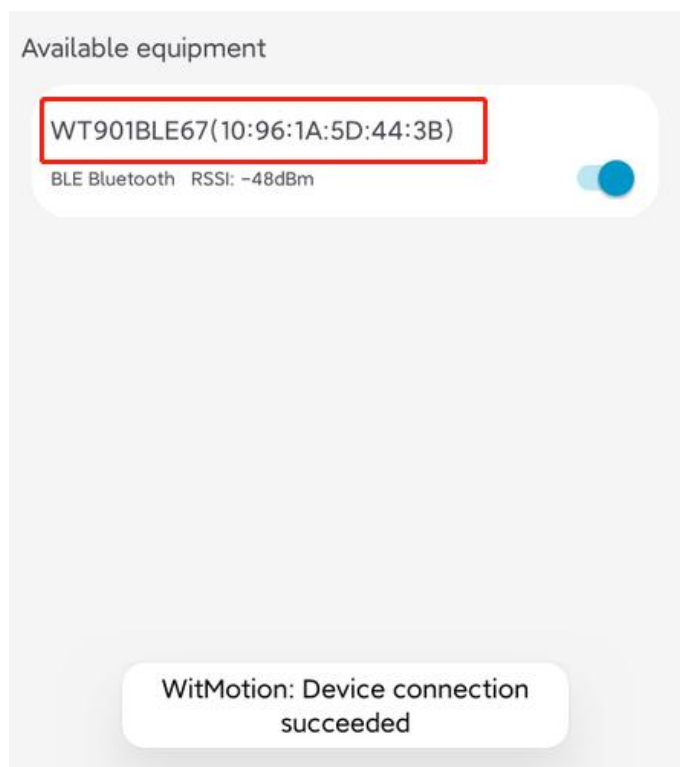 Available equipment
WT901BLE67(10:96:1A:5D:44:3B)
BLE Bluetooth RSSI: -48dBm
WitMotion: Device connection
succeeded